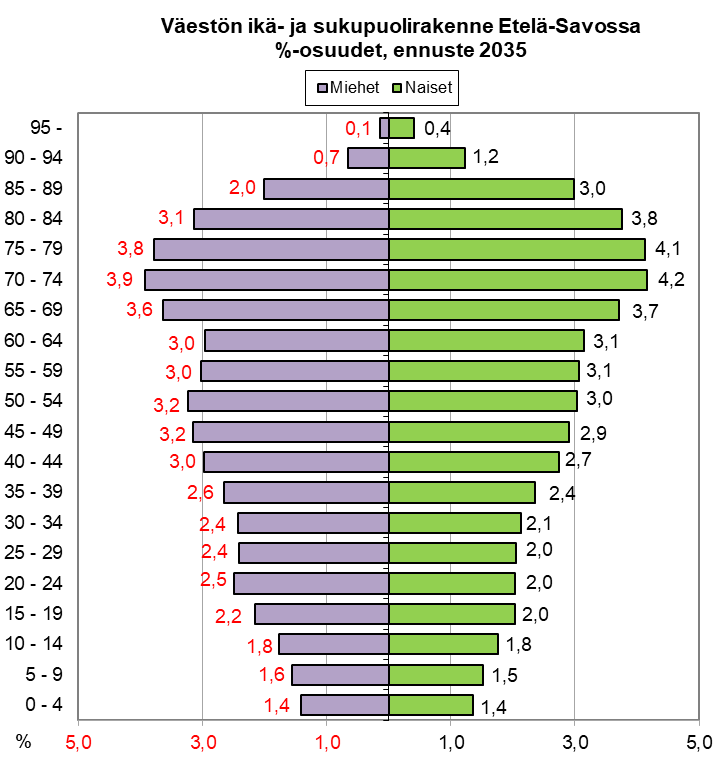 Väestön ikä- ja sukupuolirakenne Etelä-Savossa
%-osuudet, ennuste 2035
Miehet Naiset
95 - 0,1 0,4
90 - 94 0,7 1,2
85 - 89 2,0 3,0
80 - 84 3,1 3,8
75 - 79 3,8 4,1
70 - 74 3,9 4,2
65 - 69 3,6 3,7
60 - 64 3,0 3,1
55 - 59 3,0 3,1
50 - 54 3,2 3,0
45 - 49 3,2 2,9
40 - 44 3,0 2,7
35 - 39 2,6 2,4
30 - 34 2,4 2,1
25 - 29 2,4 2,0
20 - 24 2,5 2,0
15 - 19 2,2 2,0
10 - 14 1,8 1,8
5 - 9 1,6 1,5
0 - 4 1,4 1,4
% 5,0 3,0 1,0 1,0 3,0 5,0